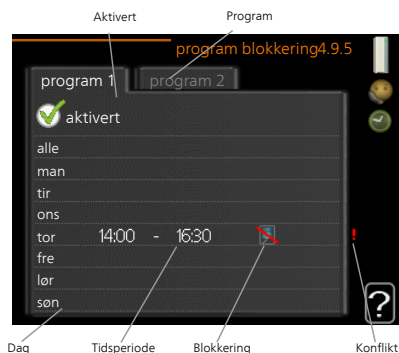 Aktivert Program
program blokkering4.9.5
program 1 program 2
aktivert
alle
man
tir
ons
tor 14:00 - 16:30 !
fre
lør
søn
?
Dag Tidsperiode Blokkering Konflikt